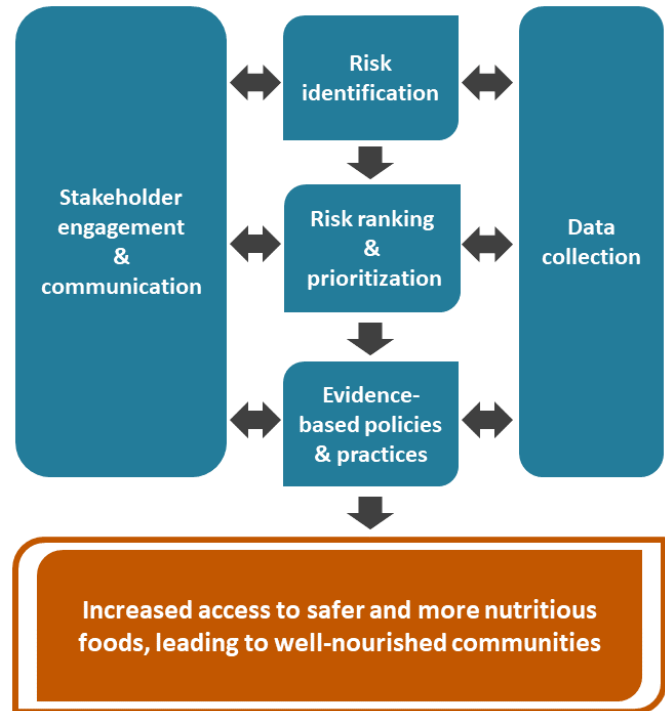 Stakeholder
engagement
&
communication
Risk
identification
Risk ranking
&
prioritization
Evidence-
based policies
& practices
Data
collection
Increased access to safer and more nutritious
foods, leading to well-nourished communities